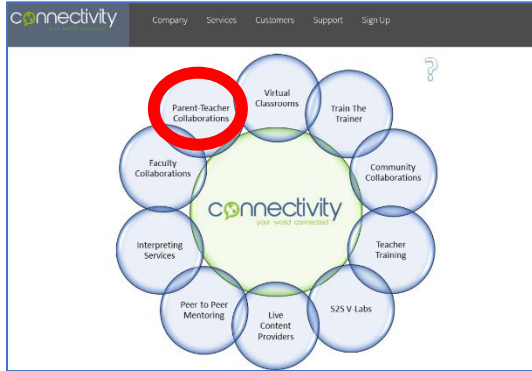 connectivity
Company Services Customers Support Sign Up
?
Virtual
Classrooms
Parent-Teacher
Collaborations
Train The
Trainer
Faculty
Collaborations
Community
Collaborations
connectivity
your world connected
Interpreting
Services
Teacher
Training
Peer to Peer
Mentoring
Live
Content
Providers
S2S V-Labs